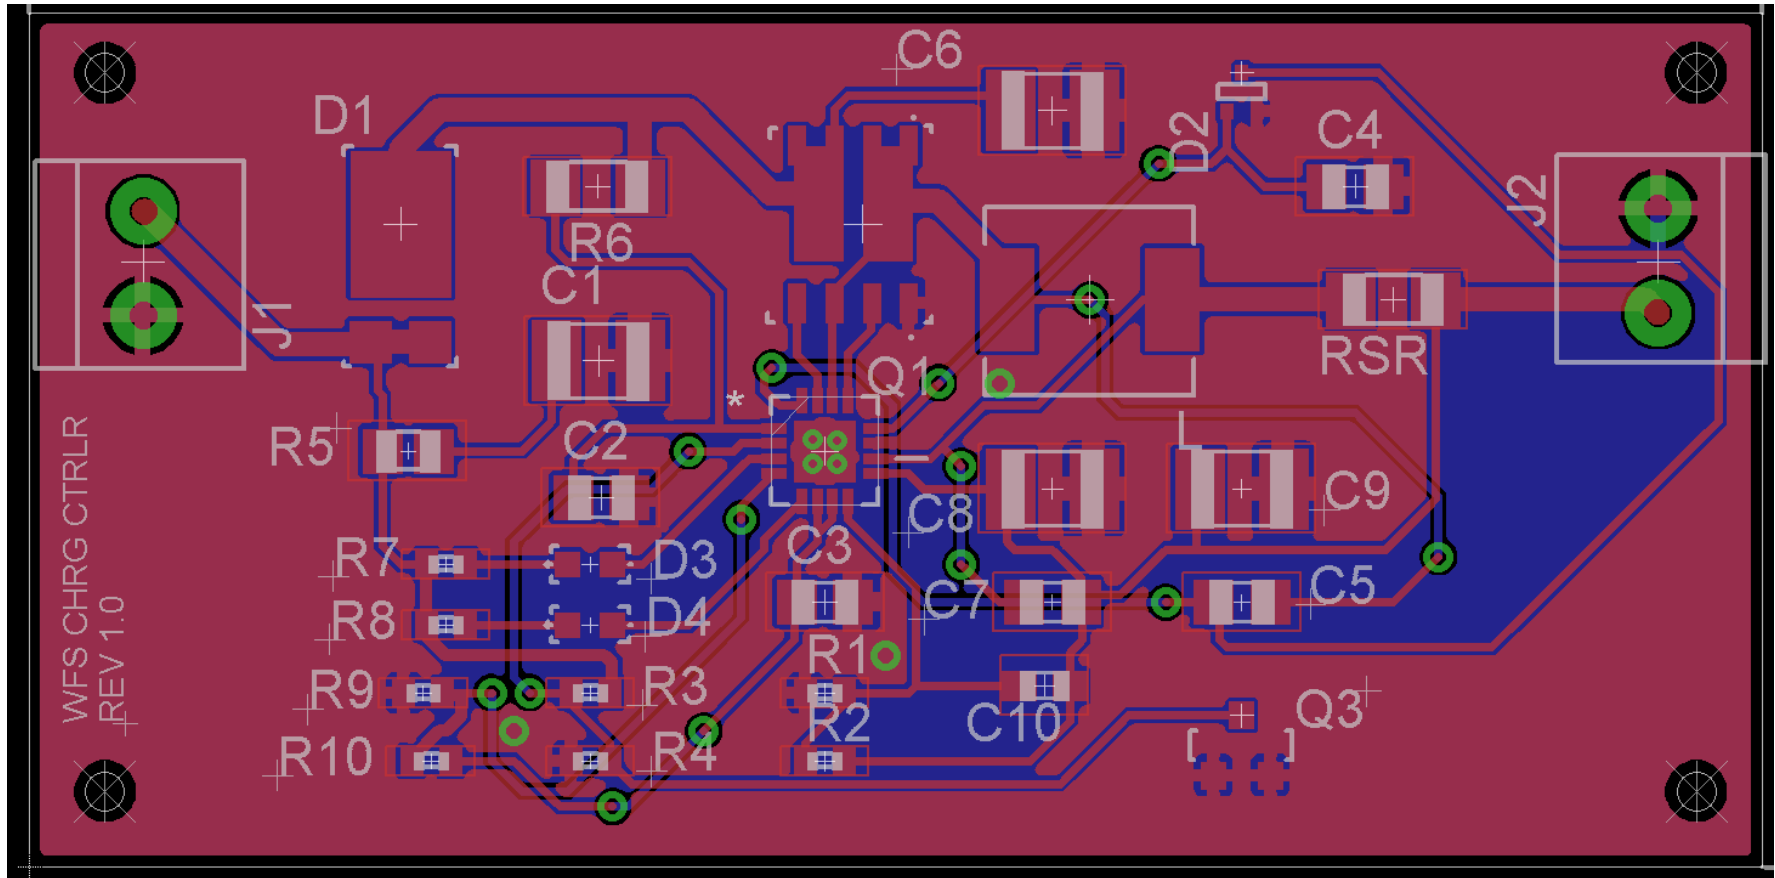 C6
D1
D2
C4
J2
R6
C1
J1
RSR
Q1
*
R5
C2
L
C9
C8
WFS CHRG CTRLR
REV 1.0
C3
R7
D3
C7
C5
R8
D4
R1
R9
R3
R2
C10
Q3
R10
R4